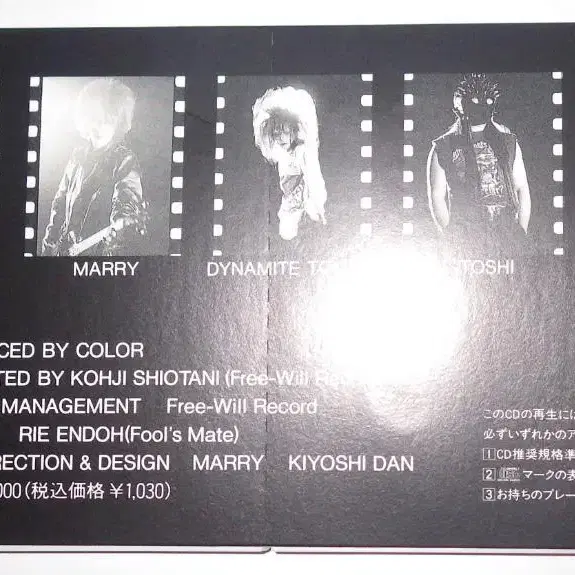 MARRY DYNAMITE TOSHI
CED BY COLOR
TED BY KOHJI SHIOTANI (Free-Will
MANAGEMENT Free-Will Record
RIE ENDOH(Fool's Mate)
RECTION & DESIGN MARRY KIYOSHI DAN
000(税込価格 ¥1,030)
このCDの再生には
必ずいずれかのア
1 CD推奨規格準
2 マークの表
3 お持ちのプレー